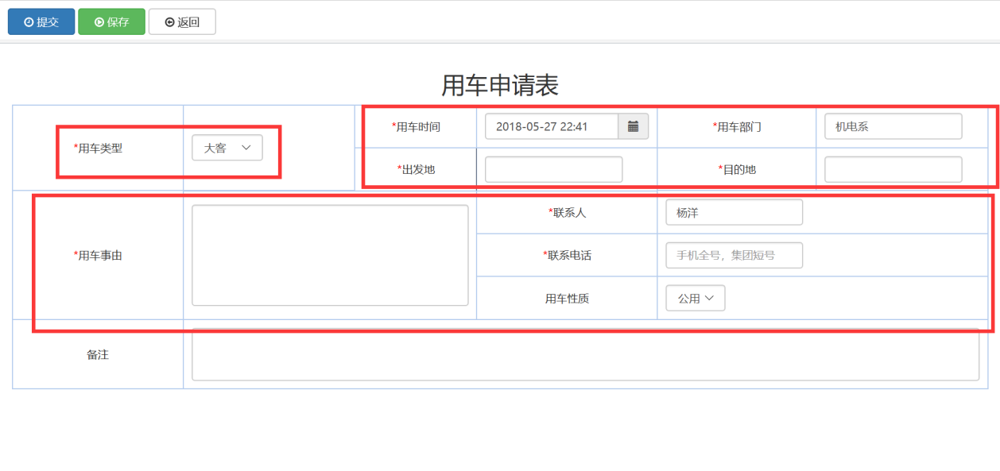 提交 保存 返回
用车申请表
*用车类型 大客
*用车时间 2018-05-27 22:41 *用车部门 机电系
*出发地 *目的地
*用车事由
*联系人 杨洋
*联系电话 手机全号，集团短号
用车性质 公用
备注